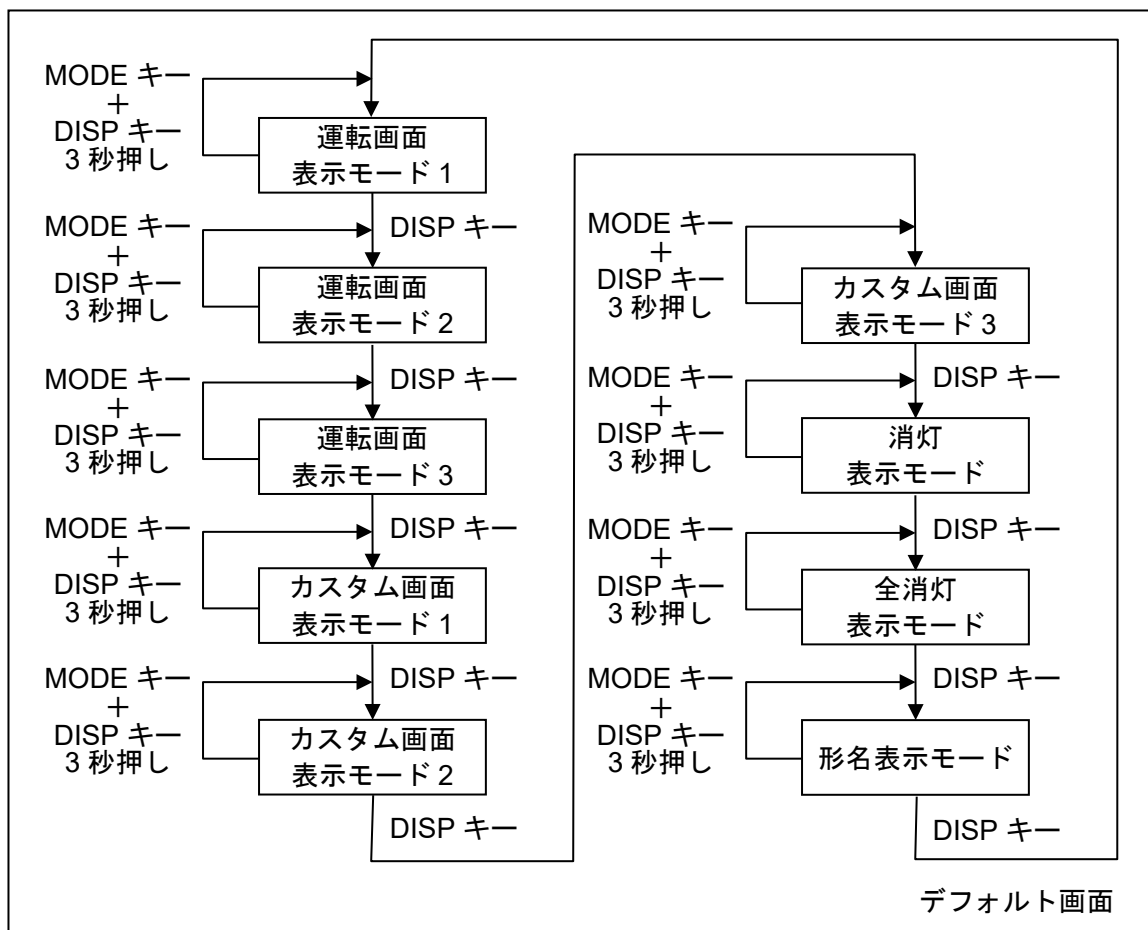 MODE キー
＋
DISP キー
3 秒押し
運転画面
表示モード 1
DISP キー
MODE キー
＋
DISP キー
3 秒押し
運転画面
表示モード 2
DISP キー
MODE キー
＋
DISP キー
3 秒押し
運転画面
表示モード 3
DISP キー
MODE キー
＋
DISP キー
3 秒押し
カスタム画面
表示モード 1
DISP キー
MODE キー
＋
DISP キー
3 秒押し
カスタム画面
表示モード 2
DISP キー
MODE キー
＋
DISP キー
3 秒押し
カスタム画面
表示モード 3
DISP キー
MODE キー
＋
DISP キー
3 秒押し
消灯
表示モード
DISP キー
MODE キー
＋
DISP キー
3 秒押し
全消灯
表示モード
DISP キー
MODE キー
＋
DISP キー
3 秒押し
形名表示モード
DISP キー
デフォルト画面